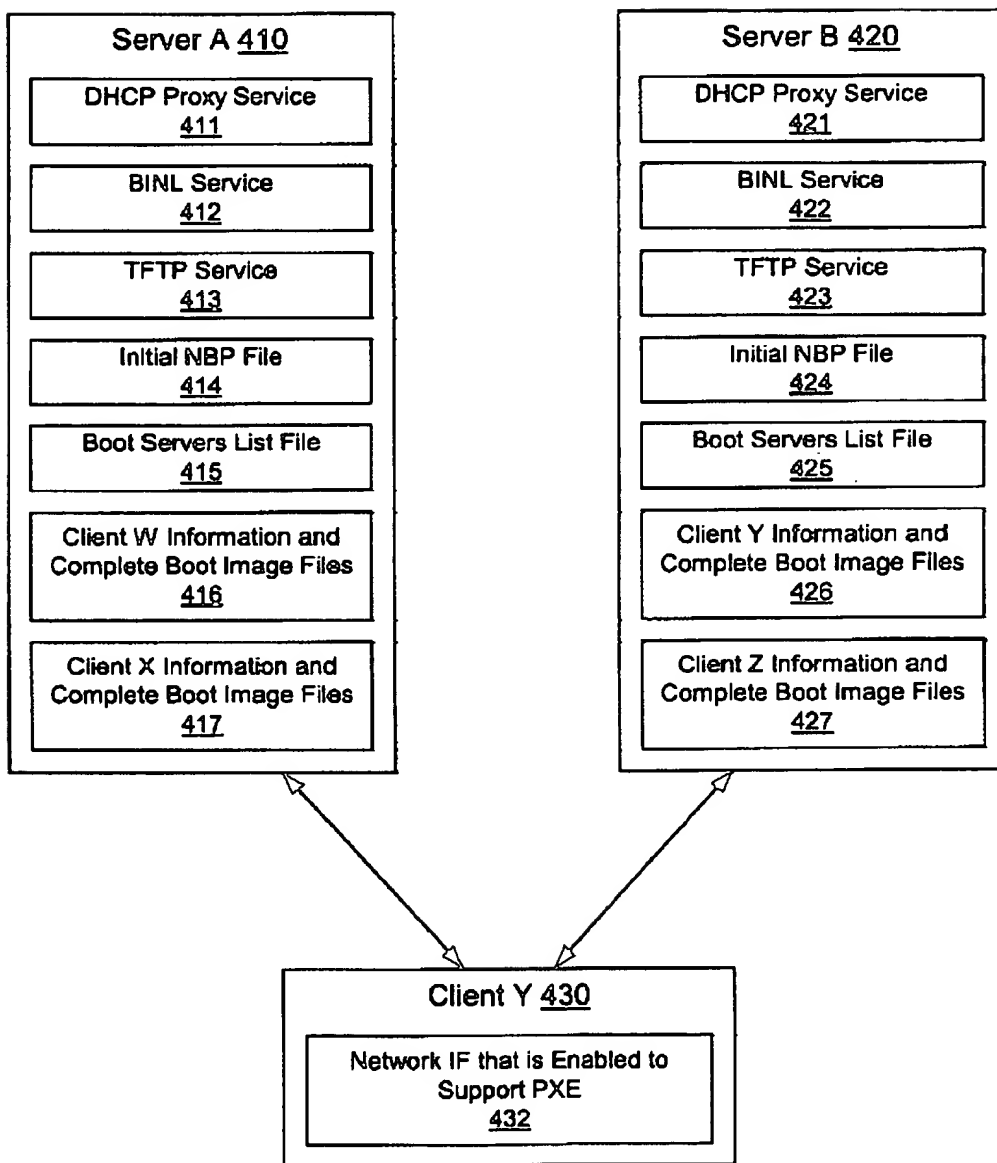 Server A 410
DHCP Proxy Service
411
BINL Service
412
TFTP Service
413
Initial NBP File
414
Boot Servers List File
415
Client W Information and
Complete Boot Image Files
416
Client X Information and
Complete Boot Image Files
417
Server B 420
DHCP Proxy Service
421
BINL Service
422
TFTP Service
423
Initial NBP File
424
Boot Servers List File
425
Client Y Information and
Complete Boot Image Files
426
Client Z Information and
Complete Boot Image Files
427
Client Y 430
Network IF that is Enabled to
Support PXE
432